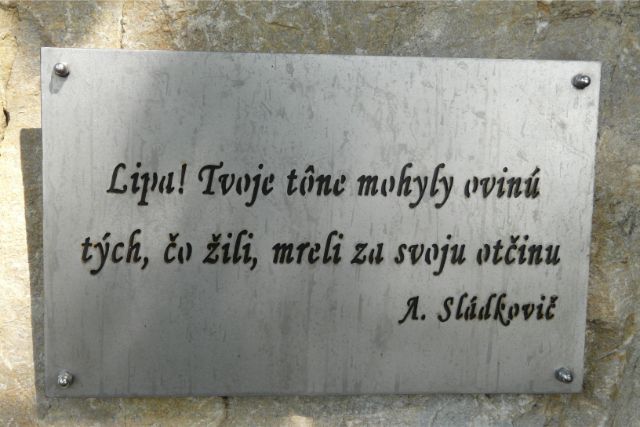 Lipa! Tvoje tône mohyly ovinú
tých, čo žili, mreli za svoju otčinu
A. Sládkovič